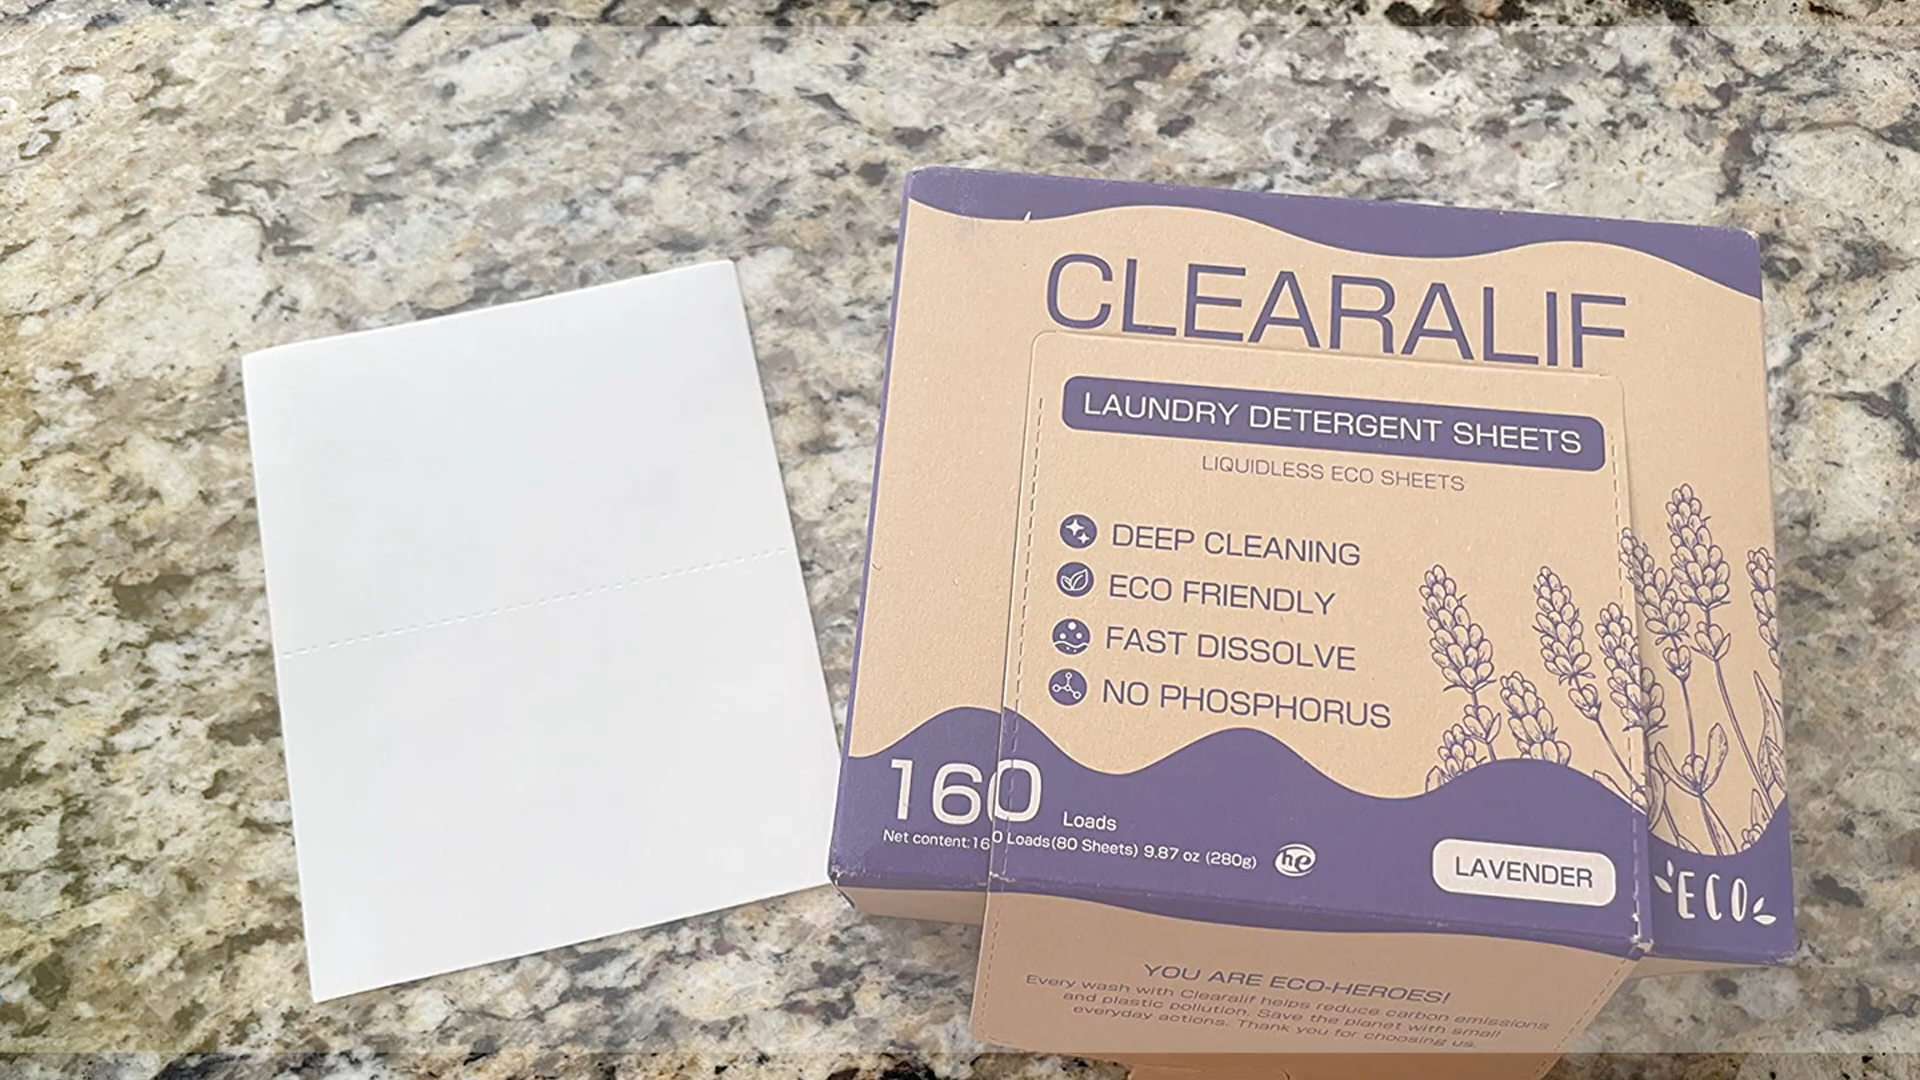 CLEARALIF
LAUNDRY DETERGENT SHEETS
LIQUIDLESS ECO SHEETS
DEEP CLEANING
ECO FRIENDLY
FAST DISSOLVE
NO PHOSPHORUS
160 Loads
Net content:160 Loads(80 Sheets) 9.87 oz (280g) he
LAVENDER
ECO
YOU ARE ECO-HEROES!
Every wash with Clearalif helps reduce carbon emissions
and plastic pollution. Save the planet with small
everyday actions. Thank you for choosing us.